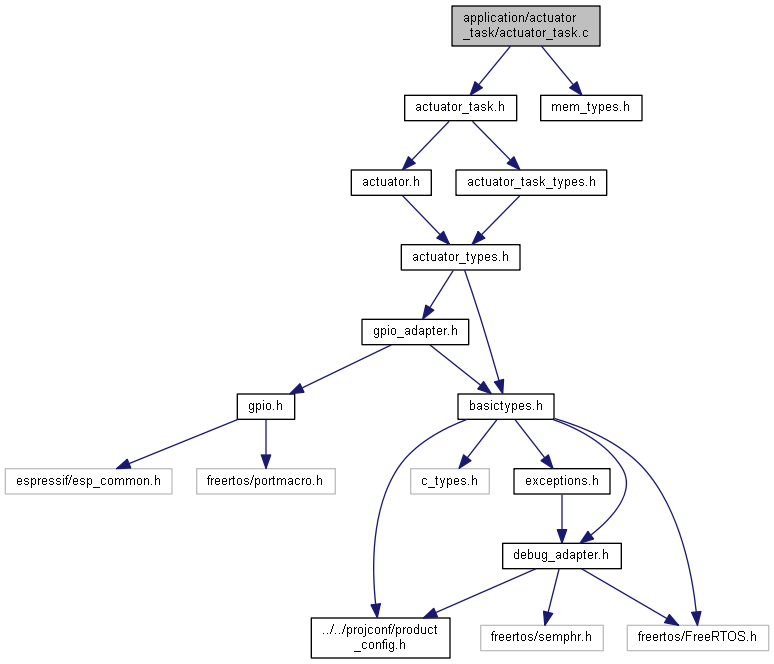 application/actuator
_task/actuator_task.c
actuator_task.h
mem_types.h
actuator.h
actuator_task_types.h
actuator_types.h
gpio_adapter.h
gpio.h
basictypes.h
espressif/esp_common.h
freertos/portmacro.h
c_types.h
exceptions.h
debug_adapter.h
../../projconf/product
_config.h
freertos/semphr.h
freertos/FreeRTOS.h